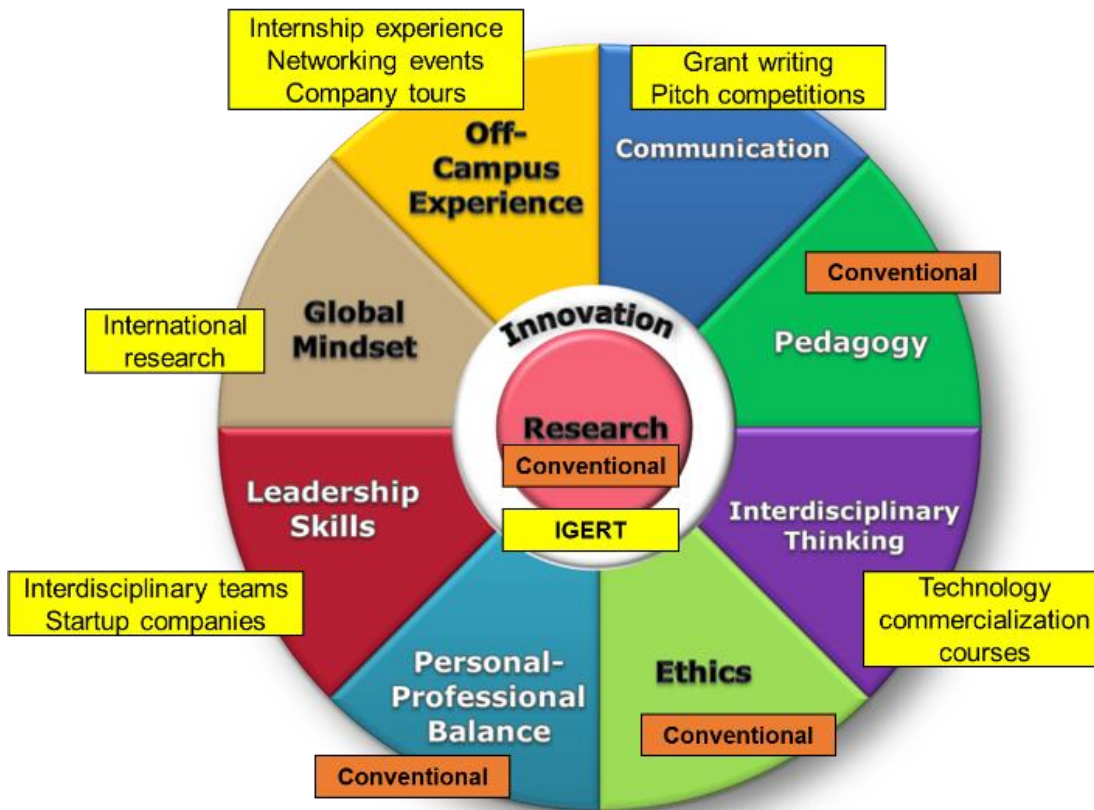 Internship experience
Networking events
Company tours
Grant writing
Pitch competitions
Off-
Campus
Experience
Communication
Conventional
Pedagogy
International
research
Global
Mindset
Innovation
Research
Conventional
IGERT
Leadership
Skills
Interdisciplinary
Thinking
Interdisciplinary teams
Startup companies
Technology
commercialization
courses
Personal-
Professional
Balance
Conventional
Ethics
Conventional